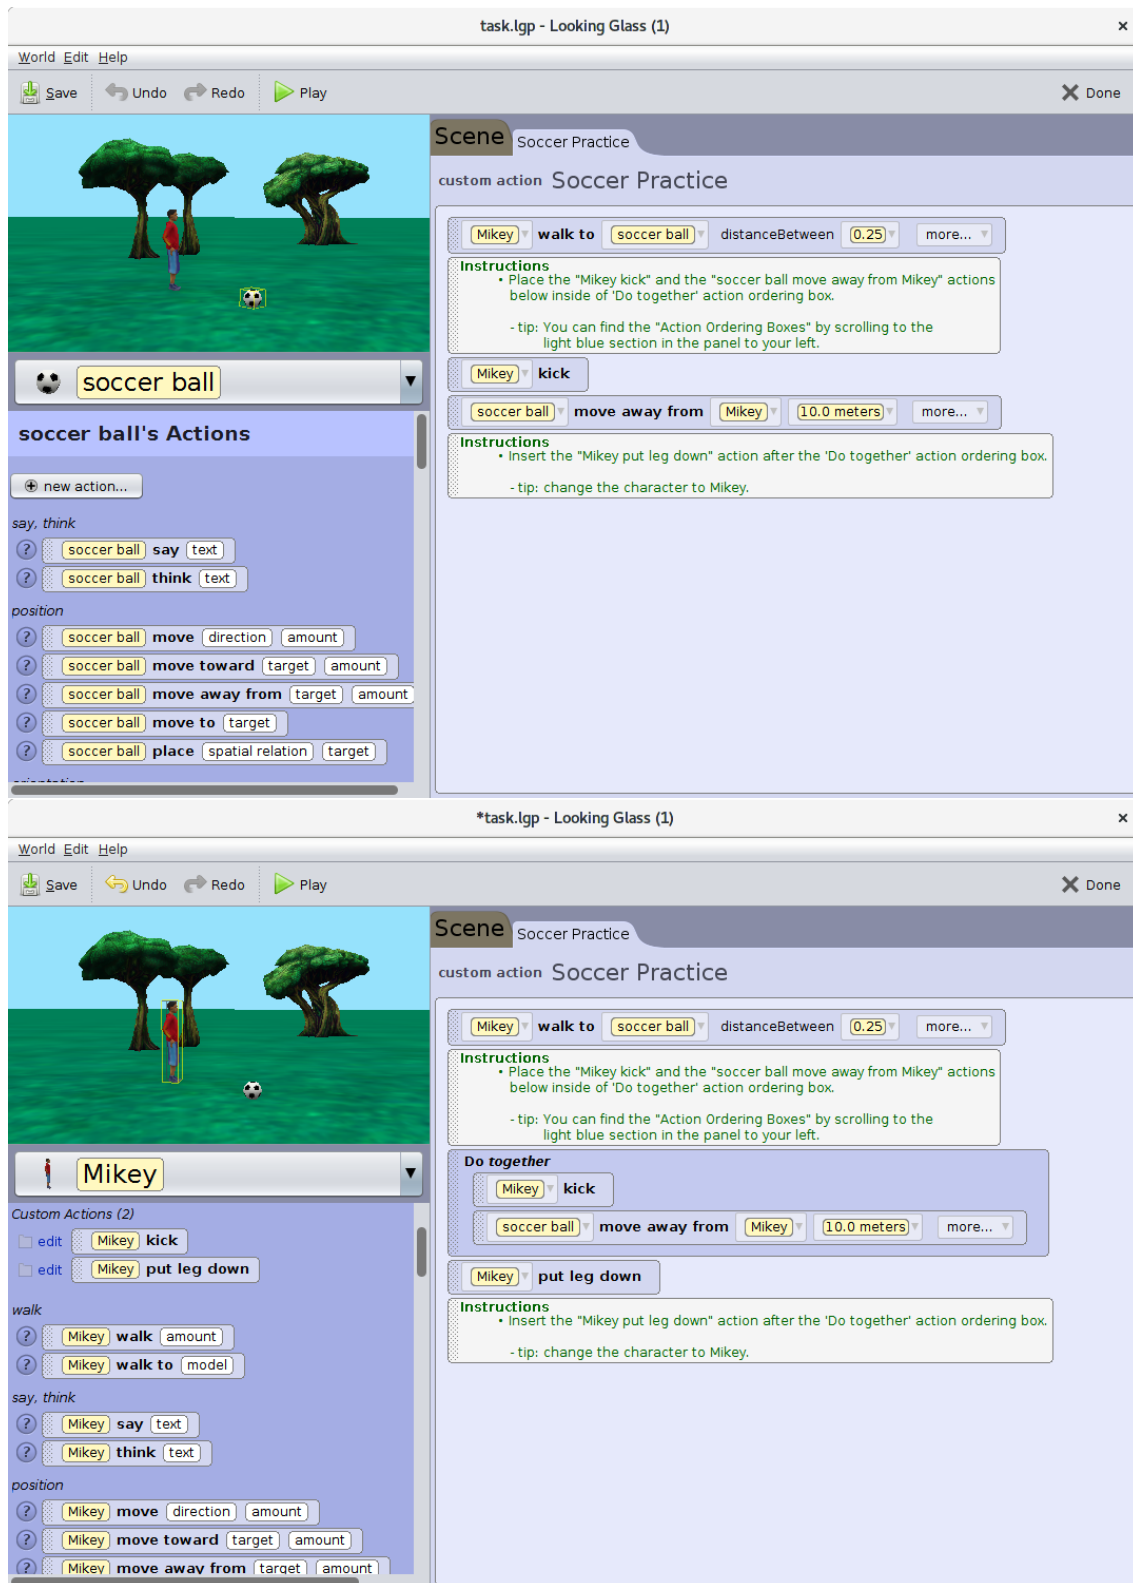 task.lgp - Looking Glass (1) ×
World Edit Help
Save Undo Redo Play Done
Scene Soccer Practice
custom action Soccer Practice
Mikey walk to soccer ball distanceBetween 0.25 more...
Instructions
• Place the "Mikey kick" and the "soccer ball move away from Mikey" actions
below inside of 'Do together' action ordering box.
- tip: You can find the "Action Ordering Boxes" by scrolling to the
light blue section in the panel to your left.
Mikey kick
soccer ball move away from Mikey 10.0 meters more...
Instructions
• Insert the "Mikey put leg down" action after the 'Do together' action ordering box.
- tip: change the character to Mikey.
soccer ball
soccer ball's Actions
new action...
say, think
? soccer ball say text
? soccer ball think text
position
? soccer ball move direction amount
? soccer ball move toward target amount
? soccer ball move away from target amount
? soccer ball move to target
? soccer ball place spatial relation target
orientation
*task.lgp - Looking Glass (1) ×
World Edit Help
Save Undo Redo Play Done
Scene Soccer Practice
custom action Soccer Practice
Mikey walk to soccer ball distanceBetween 0.25 more...
Instructions
• Place the "Mikey kick" and the "soccer ball move away from Mikey" actions
below inside of 'Do together' action ordering box.
- tip: You can find the "Action Ordering Boxes" by scrolling to the
light blue section in the panel to your left.
Do together
Mikey kick
soccer ball move away from Mikey 10.0 meters more...
Mikey put leg down
Instructions
• Insert the "Mikey put leg down" action after the 'Do together' action ordering box.
- tip: change the character to Mikey.
Mikey
Custom Actions (2)
edit Mikey kick
edit Mikey put leg down
walk
? Mikey walk amount
? Mikey walk to model
say, think
? Mikey say text
? Mikey think text
position
? Mikey move direction amount
? Mikey move toward target amount
? Mikey move away from target amount